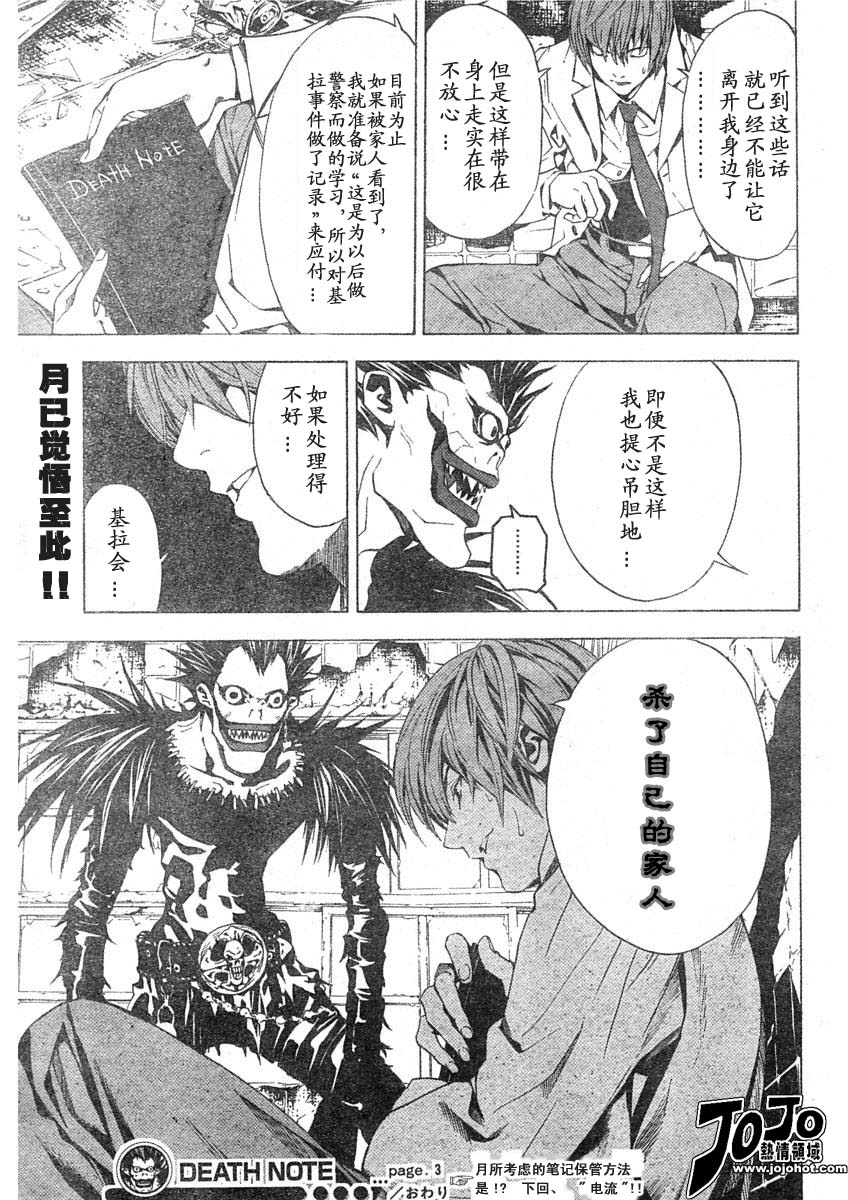 听到这些话
就已经不能让它
离开我身边了
…………
但是这样带在
身上走实在很
不放心……
目前为止
如果被家人看到了,
我就准备说“这是为以后做
警察而做的学习,所以对基
拉事件做了记录”来应付…
DEATH NOTE
即便不是这样
我也提心吊胆地
…
……
如果处理得
不好…
基拉会
…
月已觉悟至此!!
杀了自己的家人
DEATH NOTE
… page. 3
おわり
☞ 月所考虑的笔记保管方法
是!? 下回、“电流”!!
JOJO
熱情領域
www.jojohot.com